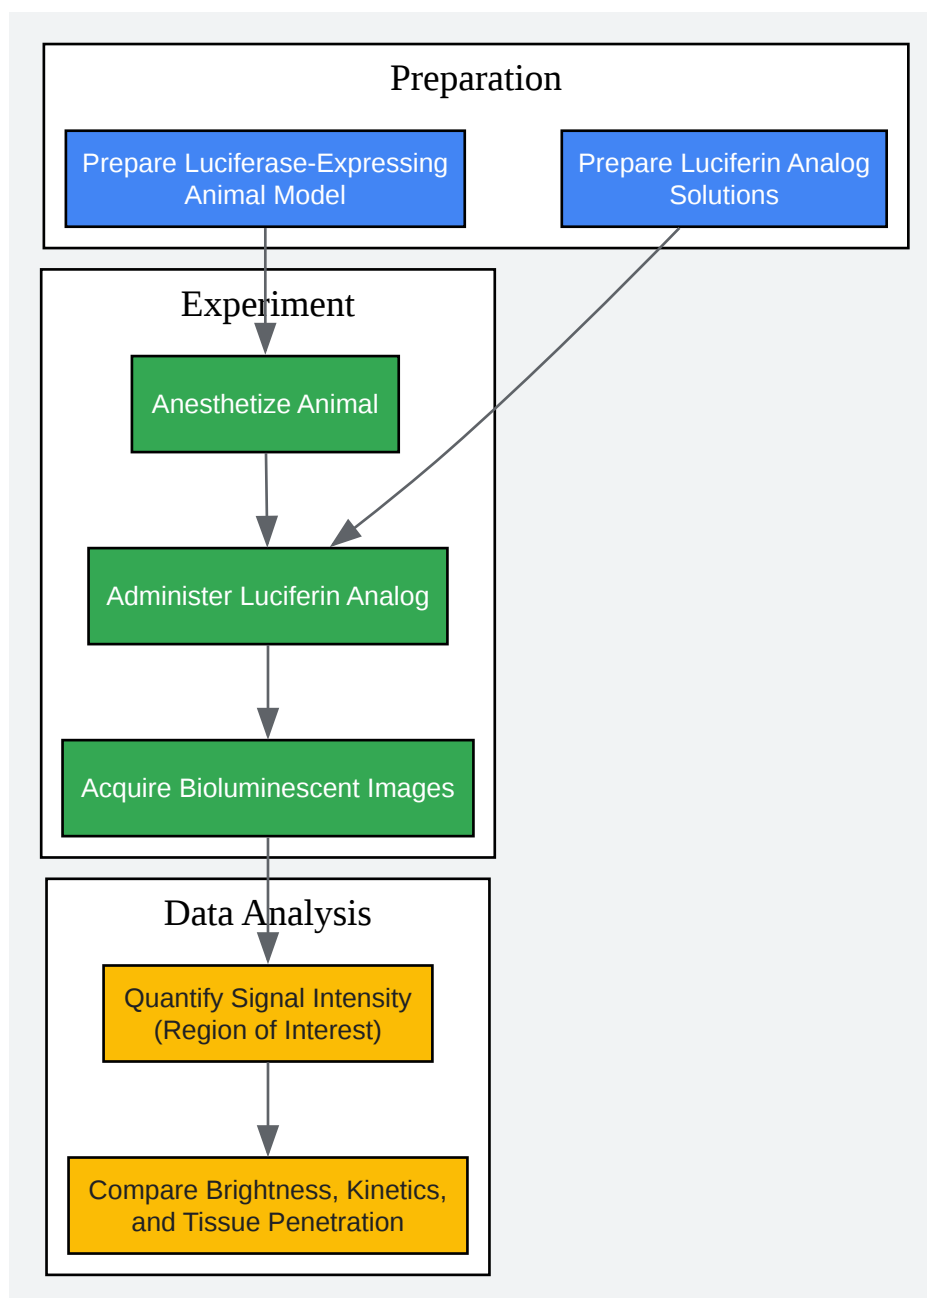 Preparation
Prepare Luciferase-Expressing
Animal Model
Prepare Luciferin Analog
Solutions
Experiment
Anesthetize Animal
Administer Luciferin Analog
Acquire Bioluminescent Images
Data Analysis
Quantify Signal Intensity
(Region of Interest)
Compare Brightness, Kinetics,
and Tissue Penetration